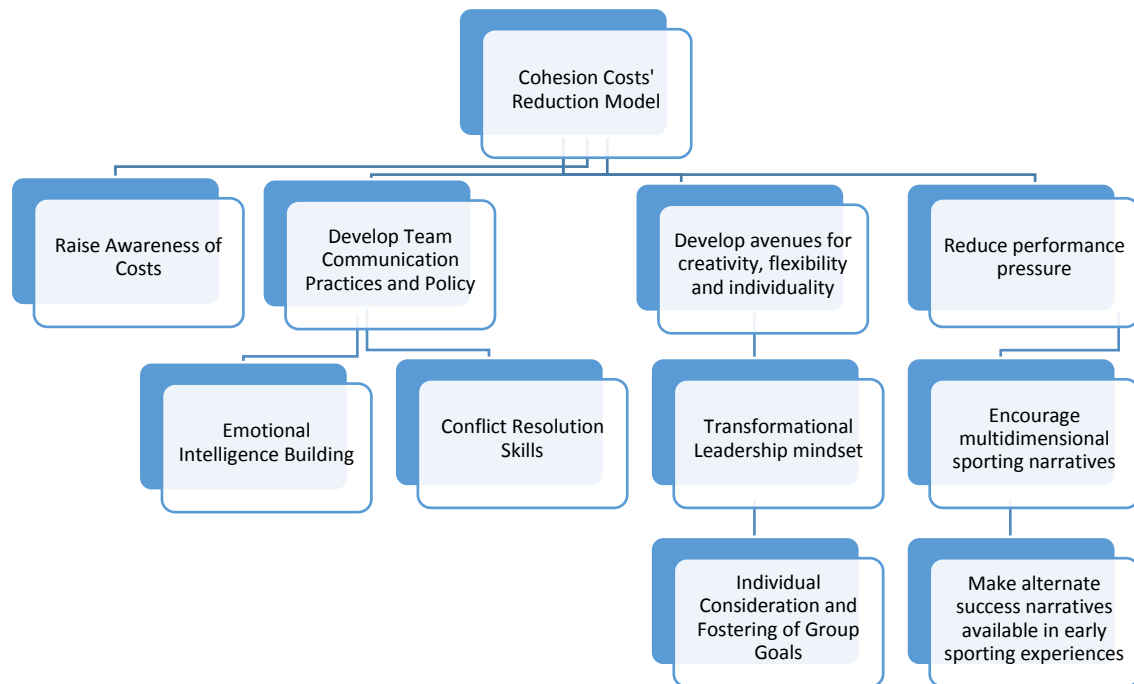 Cohesion Costs'
Reduction Model
Raise Awareness of
Costs
Develop Team
Communication
Practices and Policy
Develop avenues for
creativity, flexibility
and individuality
Reduce performance
pressure
Emotional
Intelligence Building
Conflict Resolution
Skills
Transformational
Leadership mindset
Encourage
multidimensional
sporting narratives
Individual
Consideration and
Fostering of Group
Goals
Make alternate
success narratives
available in early
sporting experiences